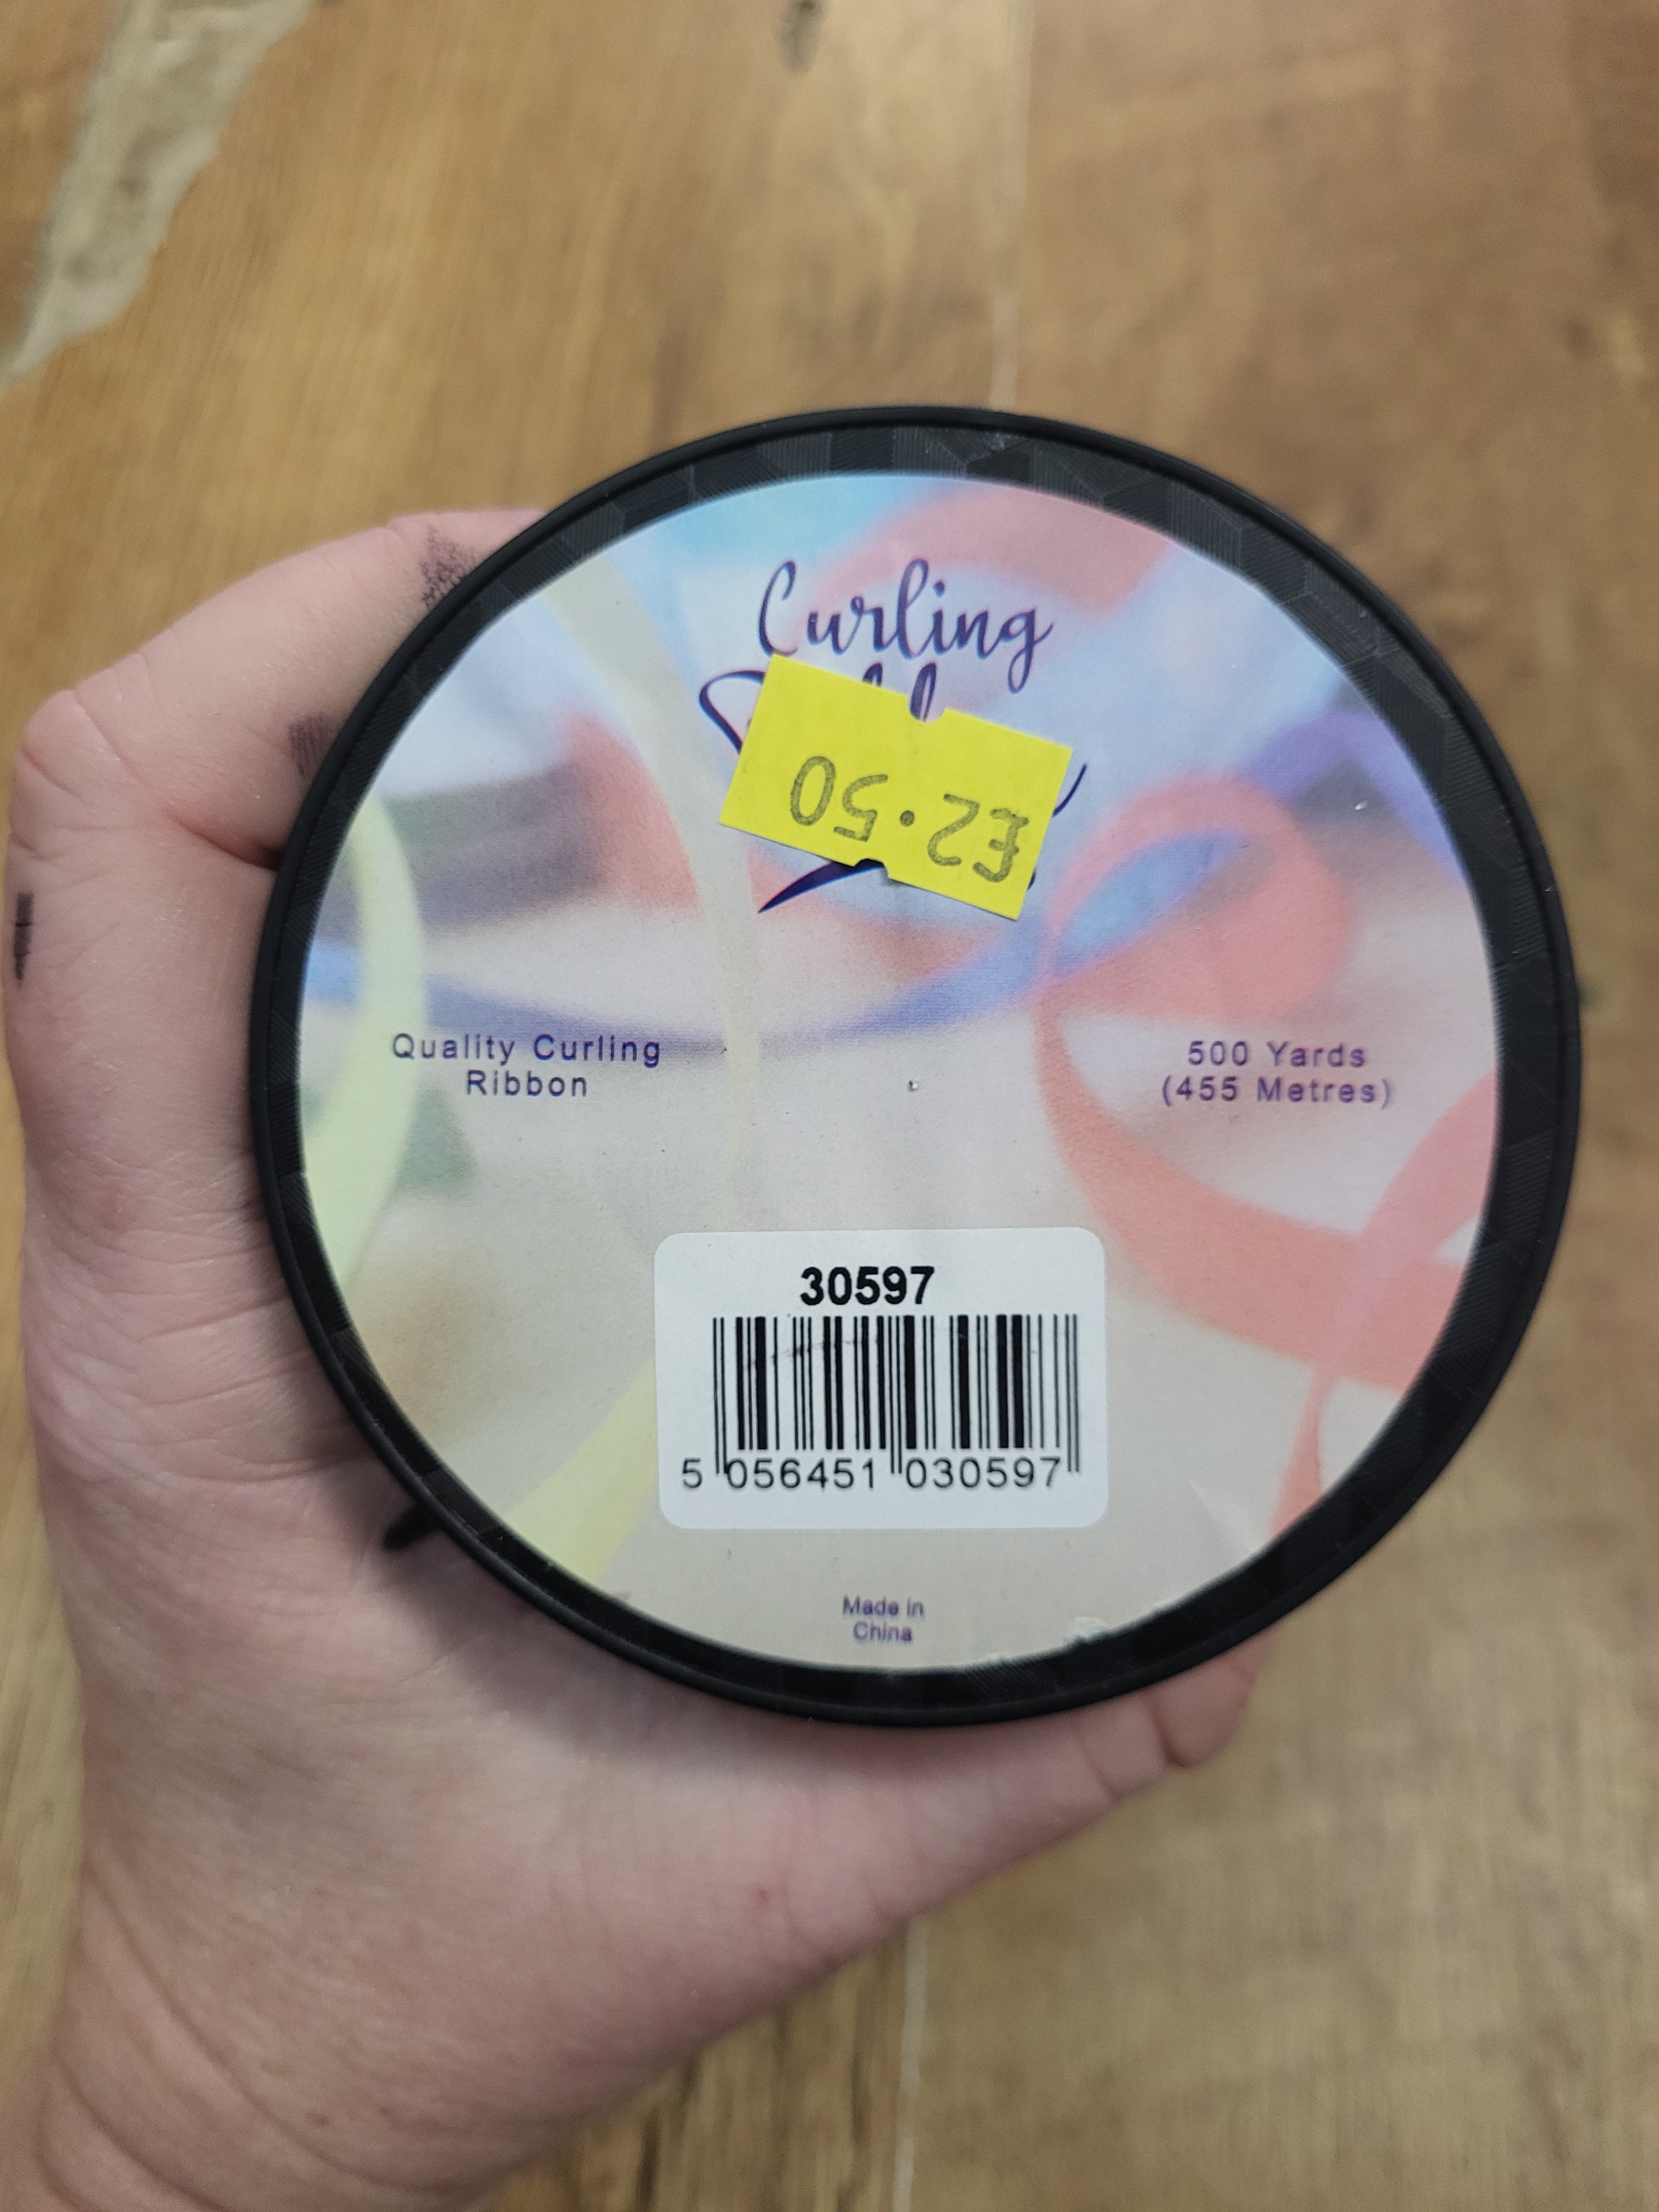 Curling
£2.50
Quality Curling
Ribbon
500 Yards
(455 Metres)
30597
5 056451 030597
Made in
China